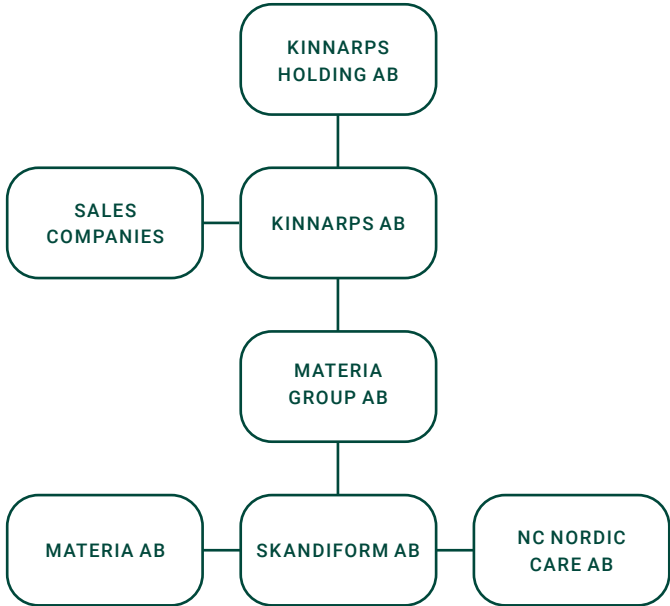 KINNARPS
HOLDING AB
SALES
COMPANIES
KINNARPS AB
MATERIA
GROUP AB
MATERIA AB
SKANDIFORM AB
NC NORDIC
CARE AB